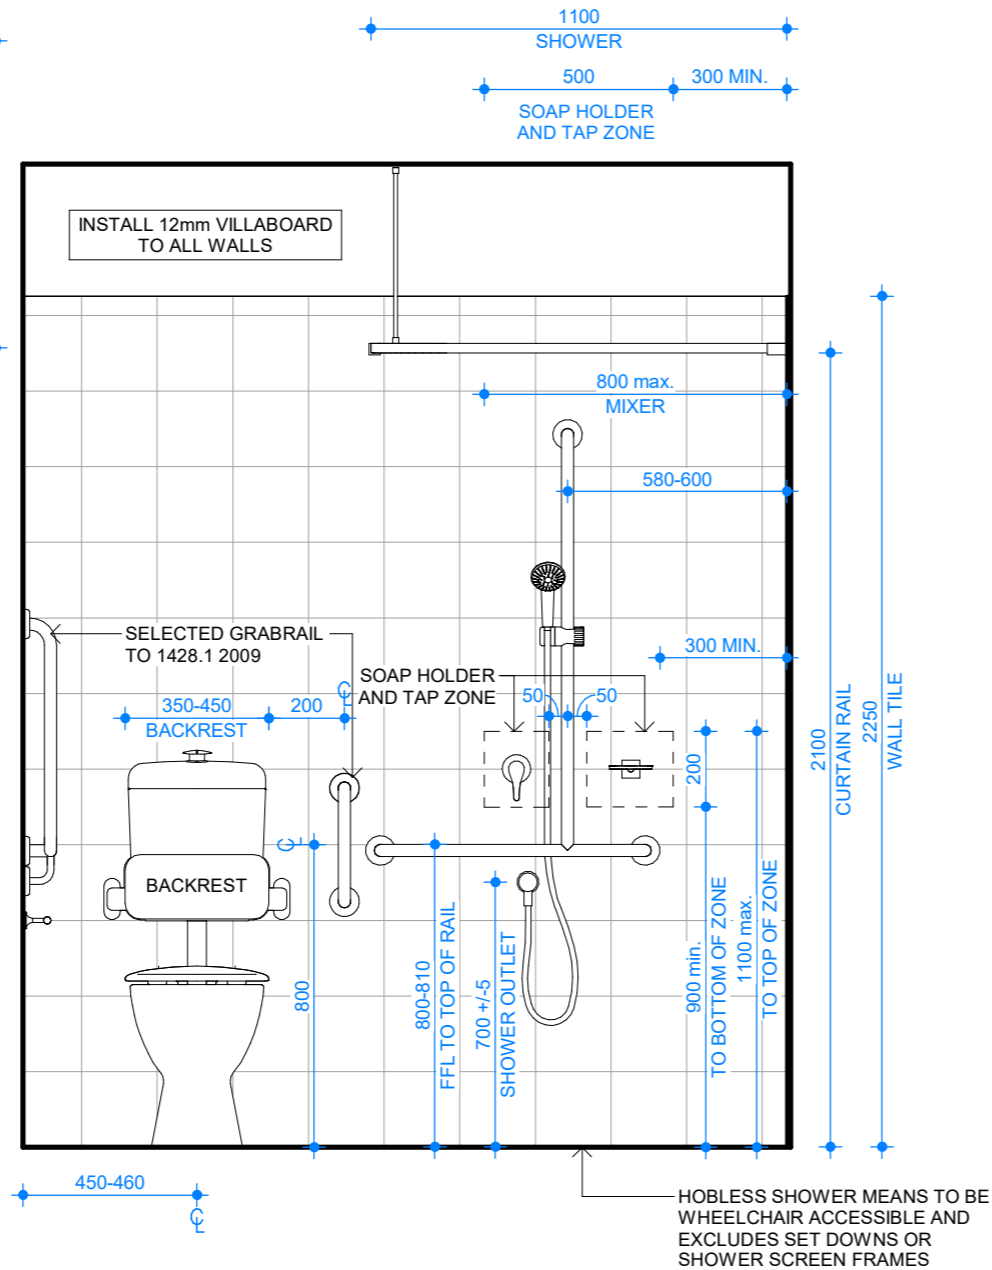 1100
SHOWER
500
300 MIN.
SOAP HOLDER
AND TAP ZONE
INSTALL 12mm VILLABOARD
TO ALL WALLS
800 max.
MIXER
580-600
SELECTED GRABRAIL
TO 1428.1 2009
SOAP HOLDER
AND TAP ZONE
300 MIN.
350-450
BACKREST
200
℄
50
50
200
2100
CURTAIN RAIL
2250
WALL TILE
℄
BACKREST
800
800-810
FFL TO TOP OF RAIL
700 +/-5
SHOWER OUTLET
900 min.
TO BOTTOM OF ZONE
1100 max.
TO TOP OF ZONE
450-460
℄
HOBLESS SHOWER MEANS TO BE
WHEELCHAIR ACCESSIBLE AND
EXCLUDES SET DOWNS OR
SHOWER SCREEN FRAMES